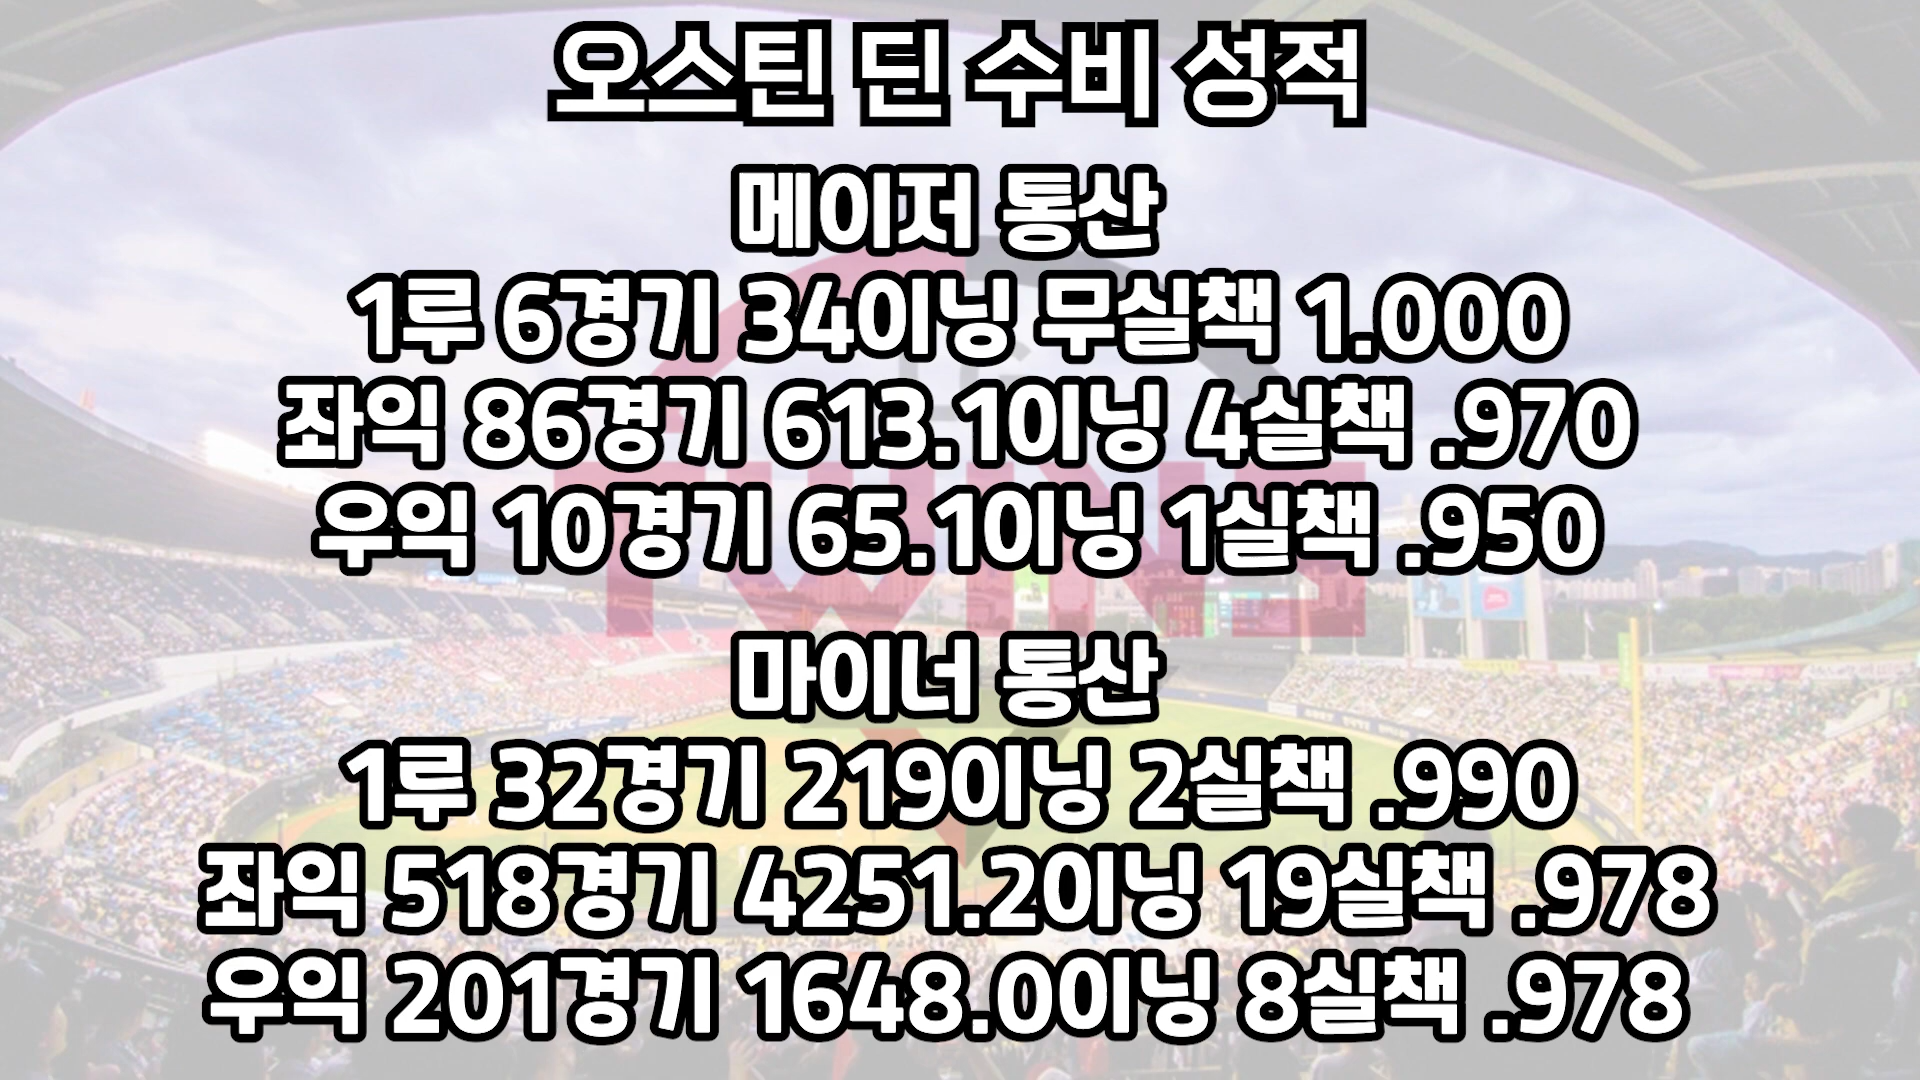 오스틴 딘 수비 성적
메이저 통산
1루 6경기 34이닝 무실책 1.000
좌익 86경기 613.1이닝 4실책 .970
우익 10경기 65.1이닝 1실책 .950
TWINS
마이너 통산
1루 32경기 219이닝 2실책 .990
좌익 518경기 4251.2이닝 19실책 .978
우익 201경기 1648.0이닝 8실책 .978